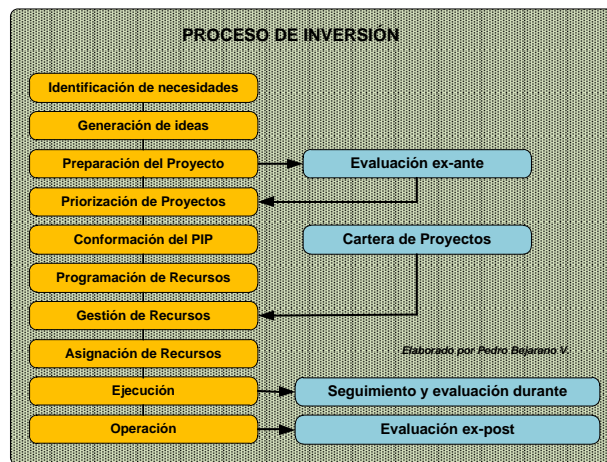 PROCESO DE INVERSIÓN
Identificación de necesidades
Generación de ideas
Preparación del Proyecto
Evaluación ex-ante
Priorización de Proyectos
Conformación del PIP
Cartera de Proyectos
Programación de Recursos
Gestión de Recursos
Asignación de Recursos
Elaborado por Pedro Bejarano V.
Ejecución
Seguimiento y evaluación durante
Operación
Evaluación ex-post